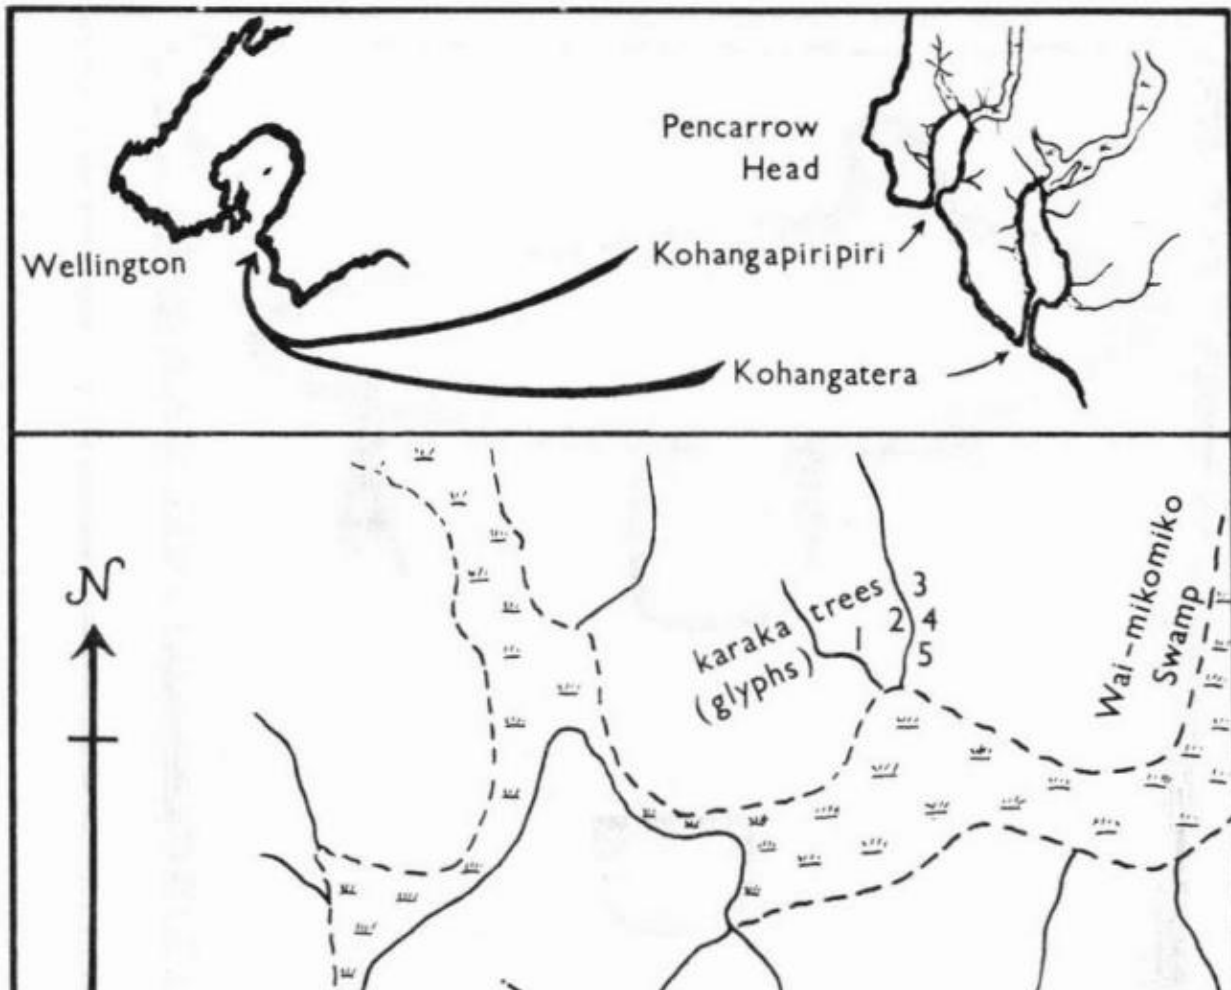 Pencarrow
Head
Wellington
Kohangapiripiri
Kohangatera
N
karaka trees
(glyphs)
1
2
3
4
5
Wai-mikomiko
Swamp